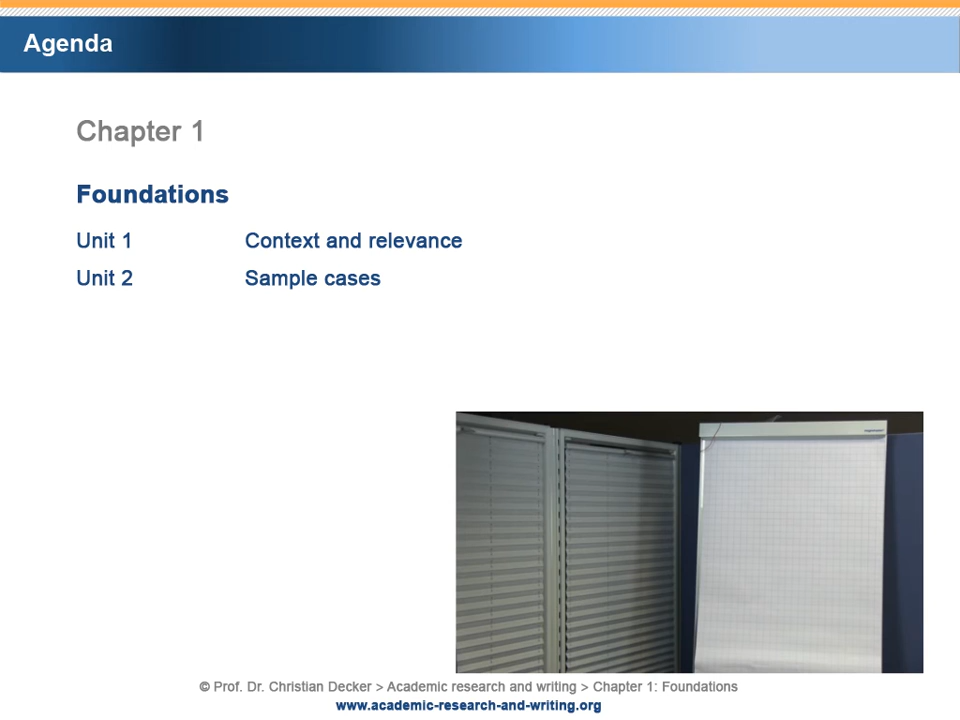 Agenda
Chapter 1
Foundations
Unit 1 Context and relevance
Unit 2 Sample cases
© Prof. Dr. Christian Decker > Academic research and writing > Chapter 1: Foundations
www.academic-research-and-writing.org